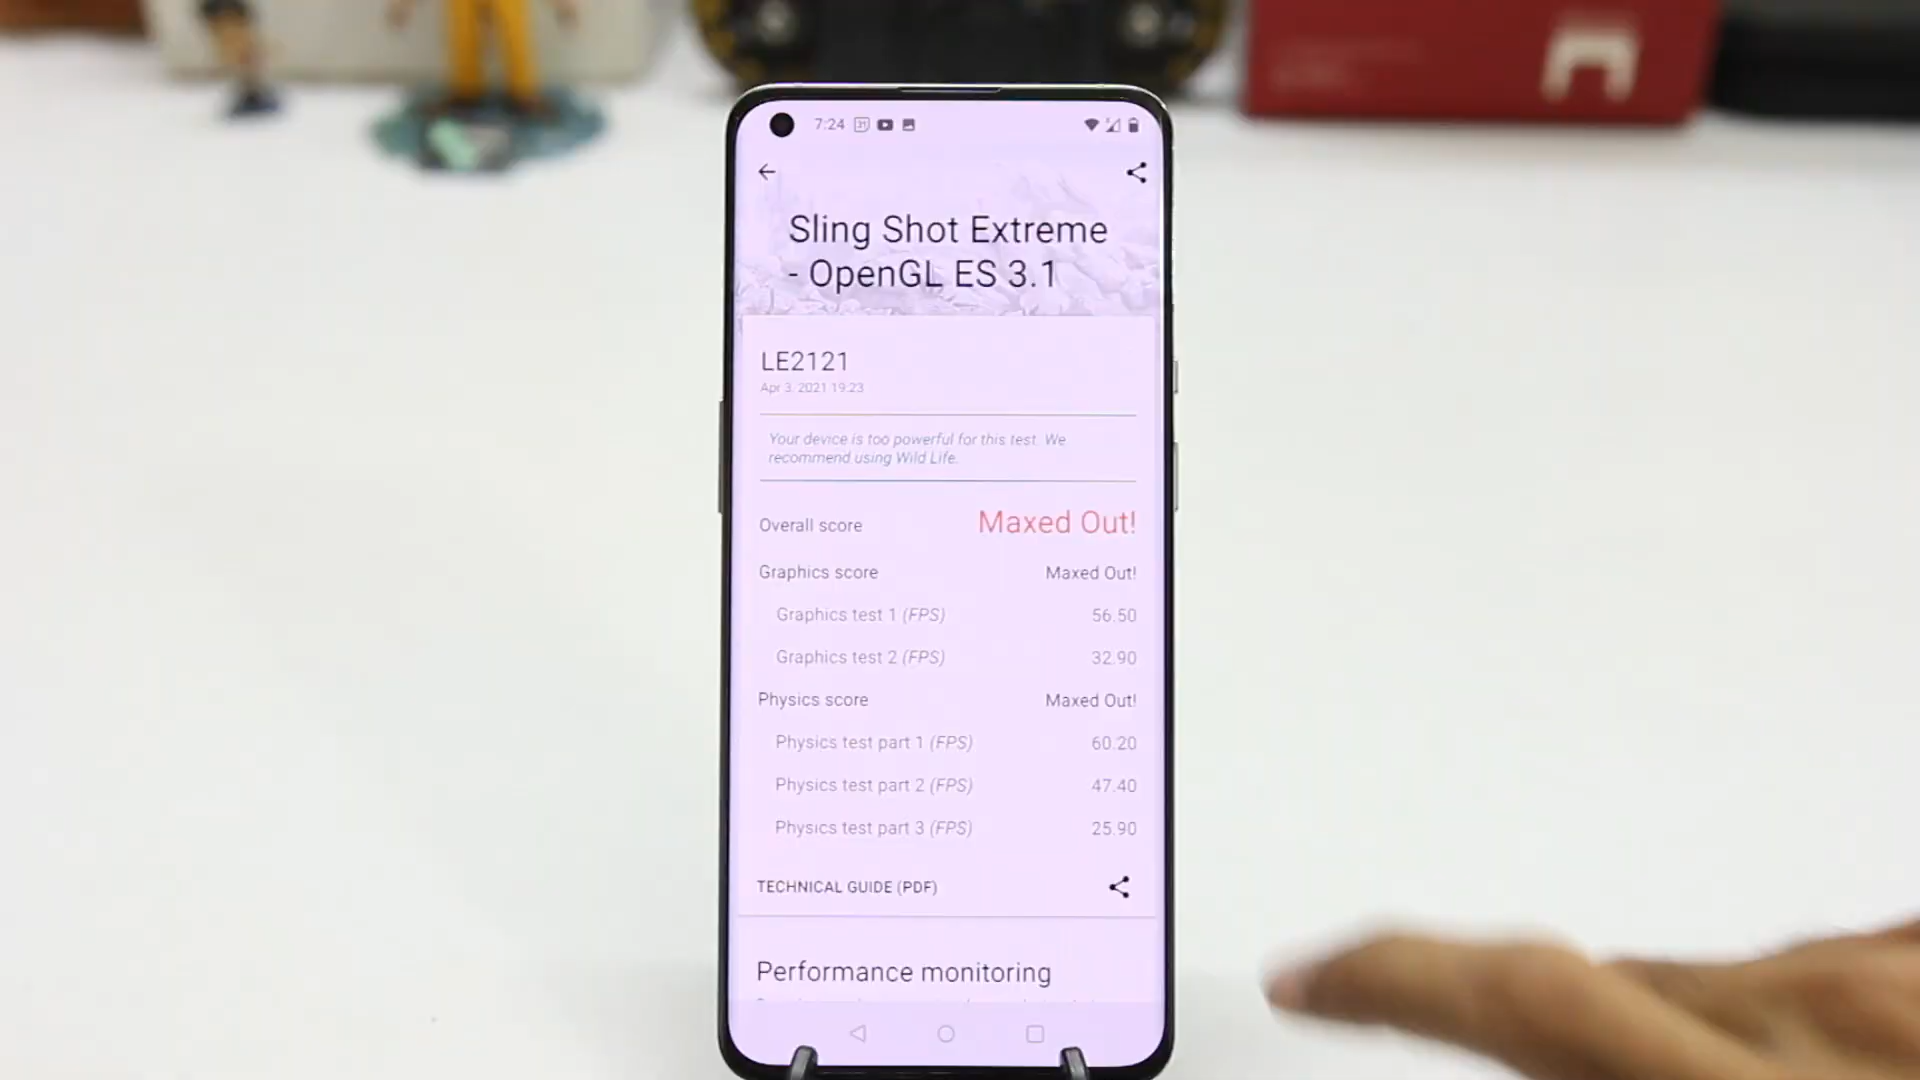 7:24
31
Sling Shot Extreme
- OpenGL ES 3.1
LE2121
Apr 3, 2021 19:23
Your device is too powerful for this test. We
recommend using Wild Life.
Overall score Maxed Out!
Graphics score Maxed Out!
Graphics test 1 (FPS) 56.50
Graphics test 2 (FPS) 32.90
Physics score Maxed Out!
Physics test part 1 (FPS) 60.20
Physics test part 2 (FPS) 47.40
Physics test part 3 (FPS) 25.90
TECHNICAL GUIDE (PDF)
Performance monitoring